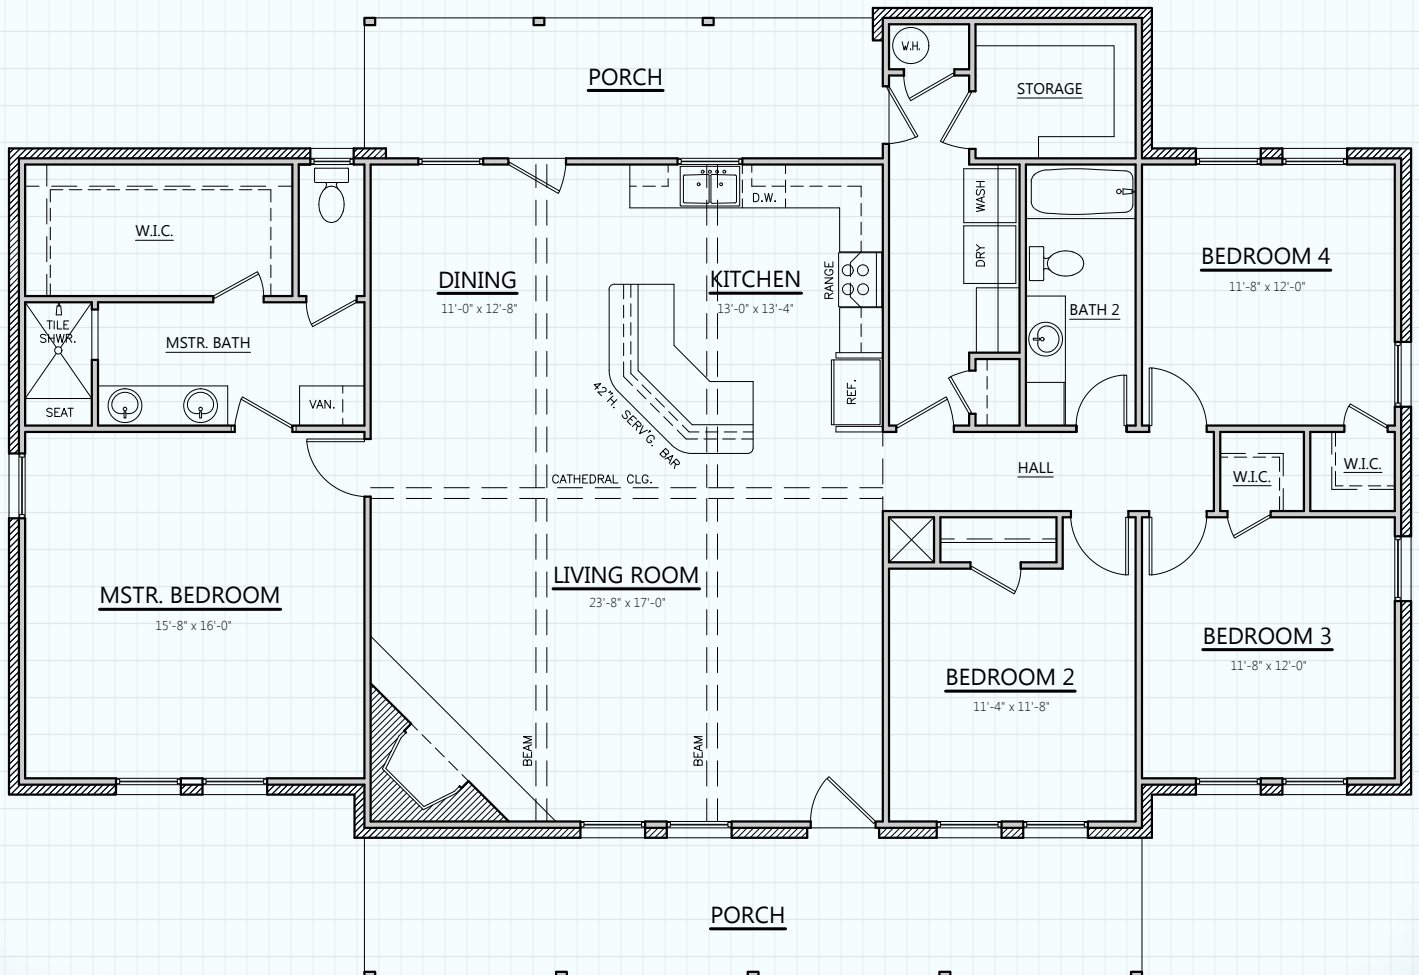 PORCH
W.H.
STORAGE
W.I.C.
D.W.
WASH
DRY
DINING
11'-0" x 12'-8"
KITCHEN
13'-0" x 13'-4"
RANGE
BEDROOM 4
11'-8" x 12'-0"
TILE
SHWR.
MSTR. BATH
BATH 2
SEAT
VAN.
REF.
42"H. SERV'G. BAR
CATHEDRAL CLG.
HALL
W.I.C.
W.I.C.
MSTR. BEDROOM
15'-8" x 16'-0"
LIVING ROOM
23'-8" x 17'-0"
BEDROOM 2
11'-4" x 11'-8"
BEDROOM 3
11'-8" x 12'-0"
BEAM
BEAM
PORCH